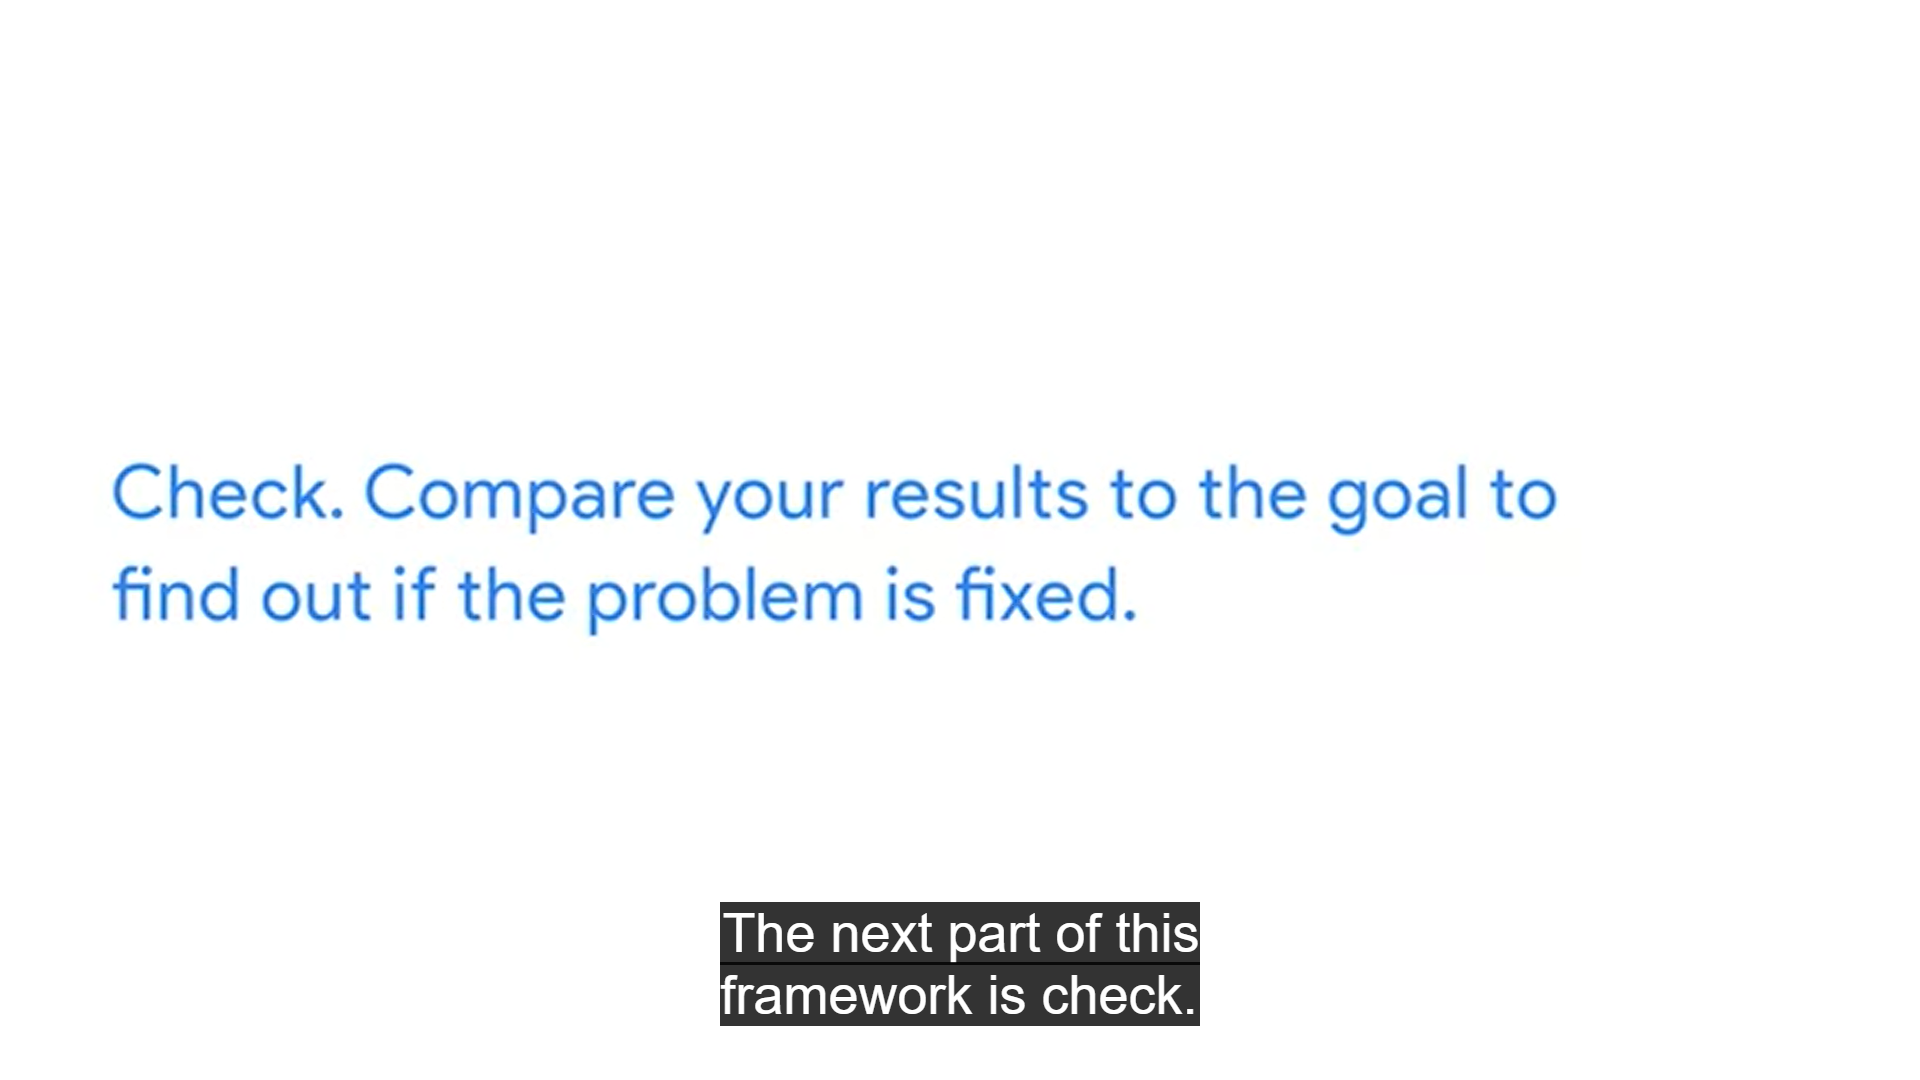 Check. Compare your results to the goal to
find out if the problem is fixed.
The next part of this
framework is check.